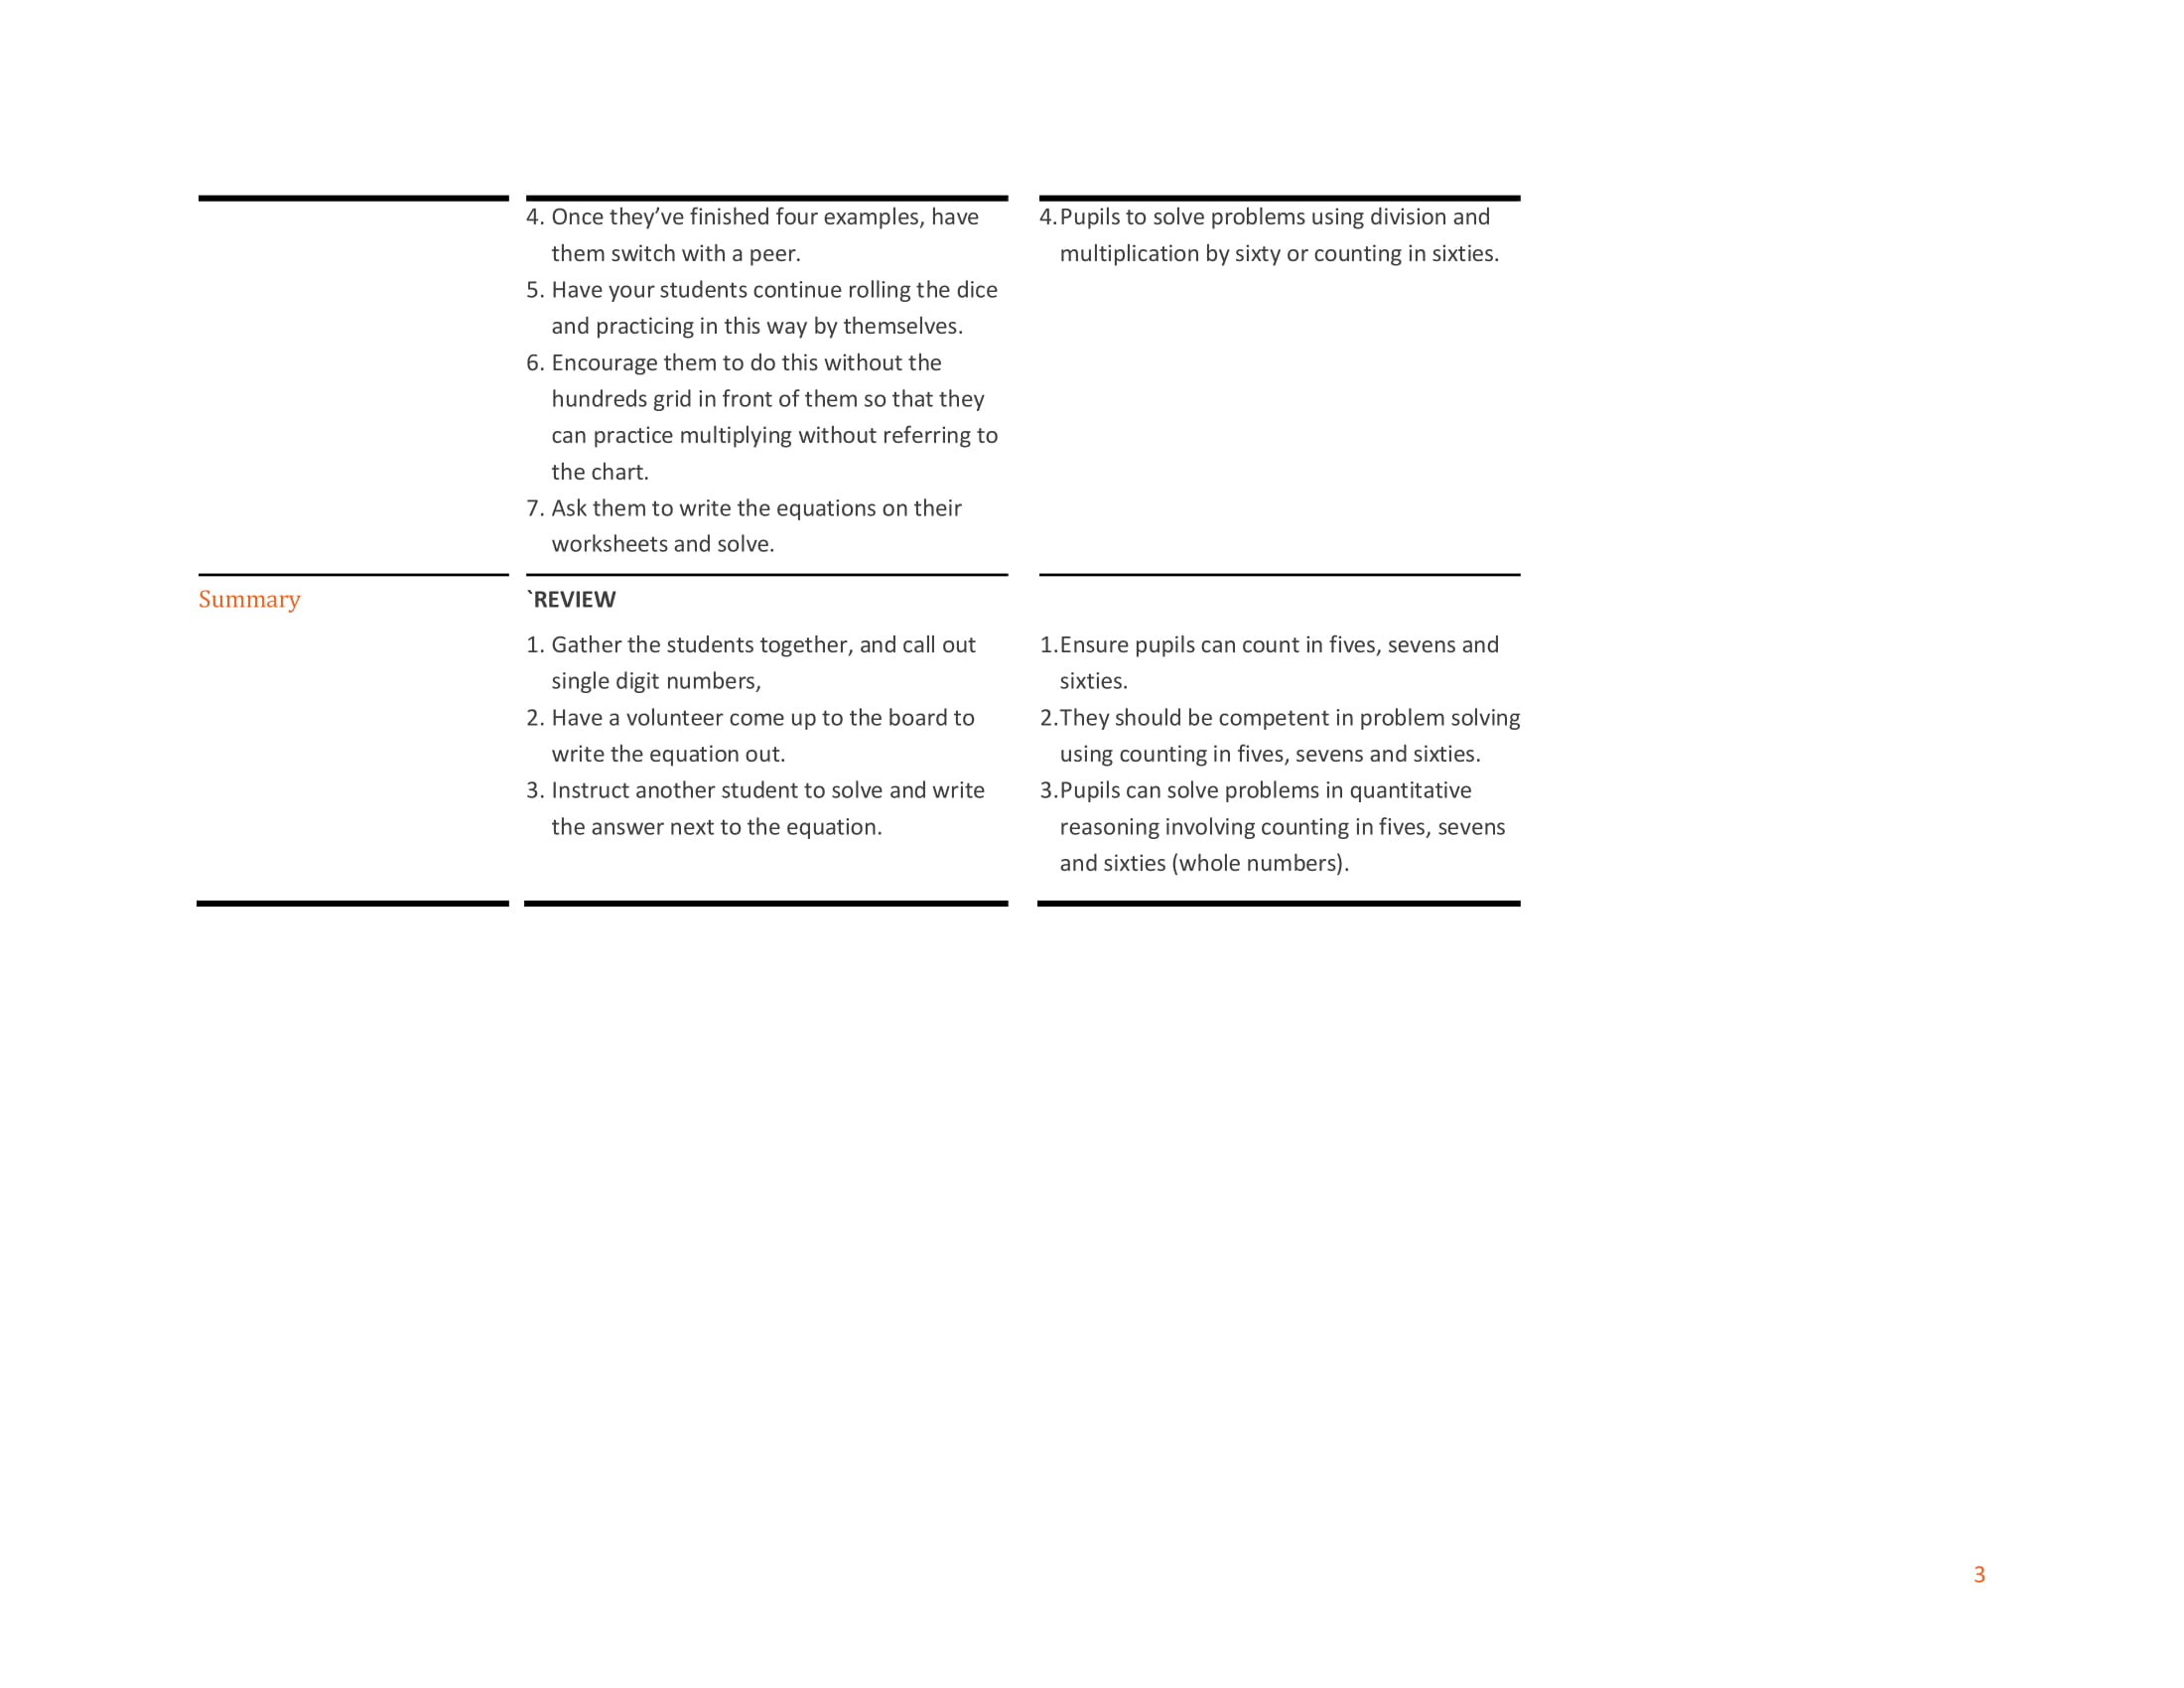 4. Once they’ve finished four examples, have
them switch with a peer.
5. Have your students continue rolling the dice
and practicing in this way by themselves.
6. Encourage them to do this without the
hundreds grid in front of them so that they
can practice multiplying without referring to
the chart.
7. Ask them to write the equations on their
worksheets and solve.
4.Pupils to solve problems using division and
multiplication by sixty or counting in sixties.
Summary
`REVIEW
1. Gather the students together, and call out
single digit numbers,
2. Have a volunteer come up to the board to
write the equation out.
3. Instruct another student to solve and write
the answer next to the equation.
1.Ensure pupils can count in fives, sevens and
sixties.
2.They should be competent in problem solving
using counting in fives, sevens and sixties.
3.Pupils can solve problems in quantitative
reasoning involving counting in fives, sevens
and sixties (whole numbers).
3